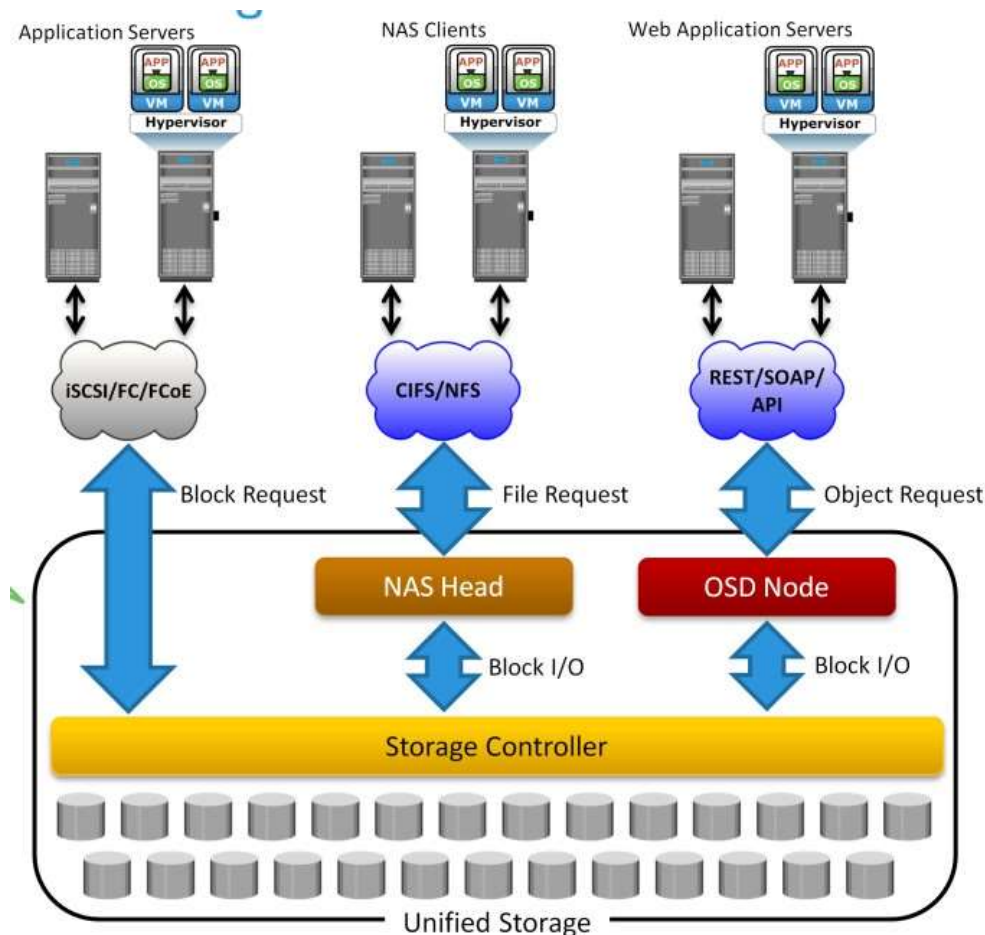 Application Servers
NAS Clients
Web Application Servers
APP APP
OS OS
VM VM
Hypervisor
APP APP
OS OS
VM VM
Hypervisor
APP APP
OS OS
VM VM
Hypervisor
iSCSI/FC/FCoE
CIFS/NFS
REST/SOAP/
API
Block Request
File Request
Object Request
NAS Head
OSD Node
Block I/O
Block I/O
Storage Controller
Unified Storage